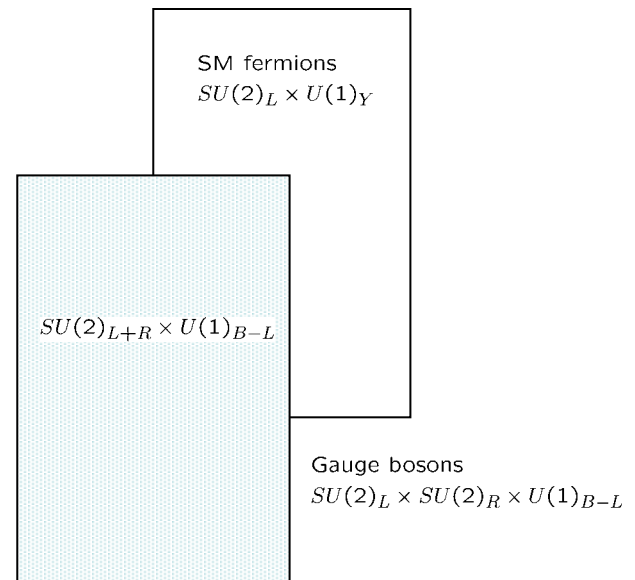 SM fermions
SU(2)_L × U(1)_Y
SU(2)_{L+R} × U(1)_{B−L}
Gauge bosons
SU(2)_L × SU(2)_R × U(1)_{B−L}